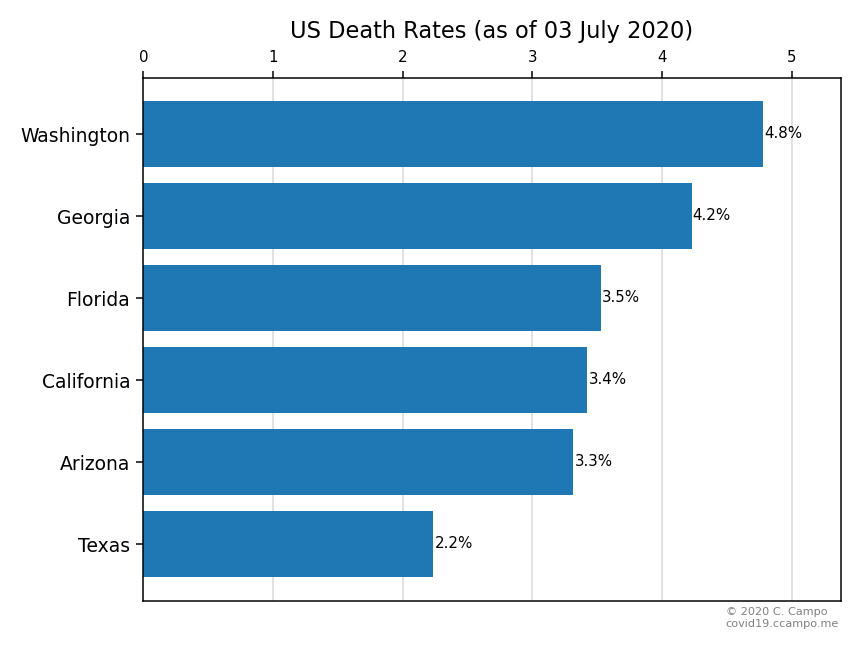 US Death Rates (as of 03 July 2020)
0 1 2 3 4 5
Washington 4.8%
Georgia 4.2%
Florida 3.5%
California 3.4%
Arizona 3.3%
Texas 2.2%
© 2020 C. Campo
covid19.ccampo.me